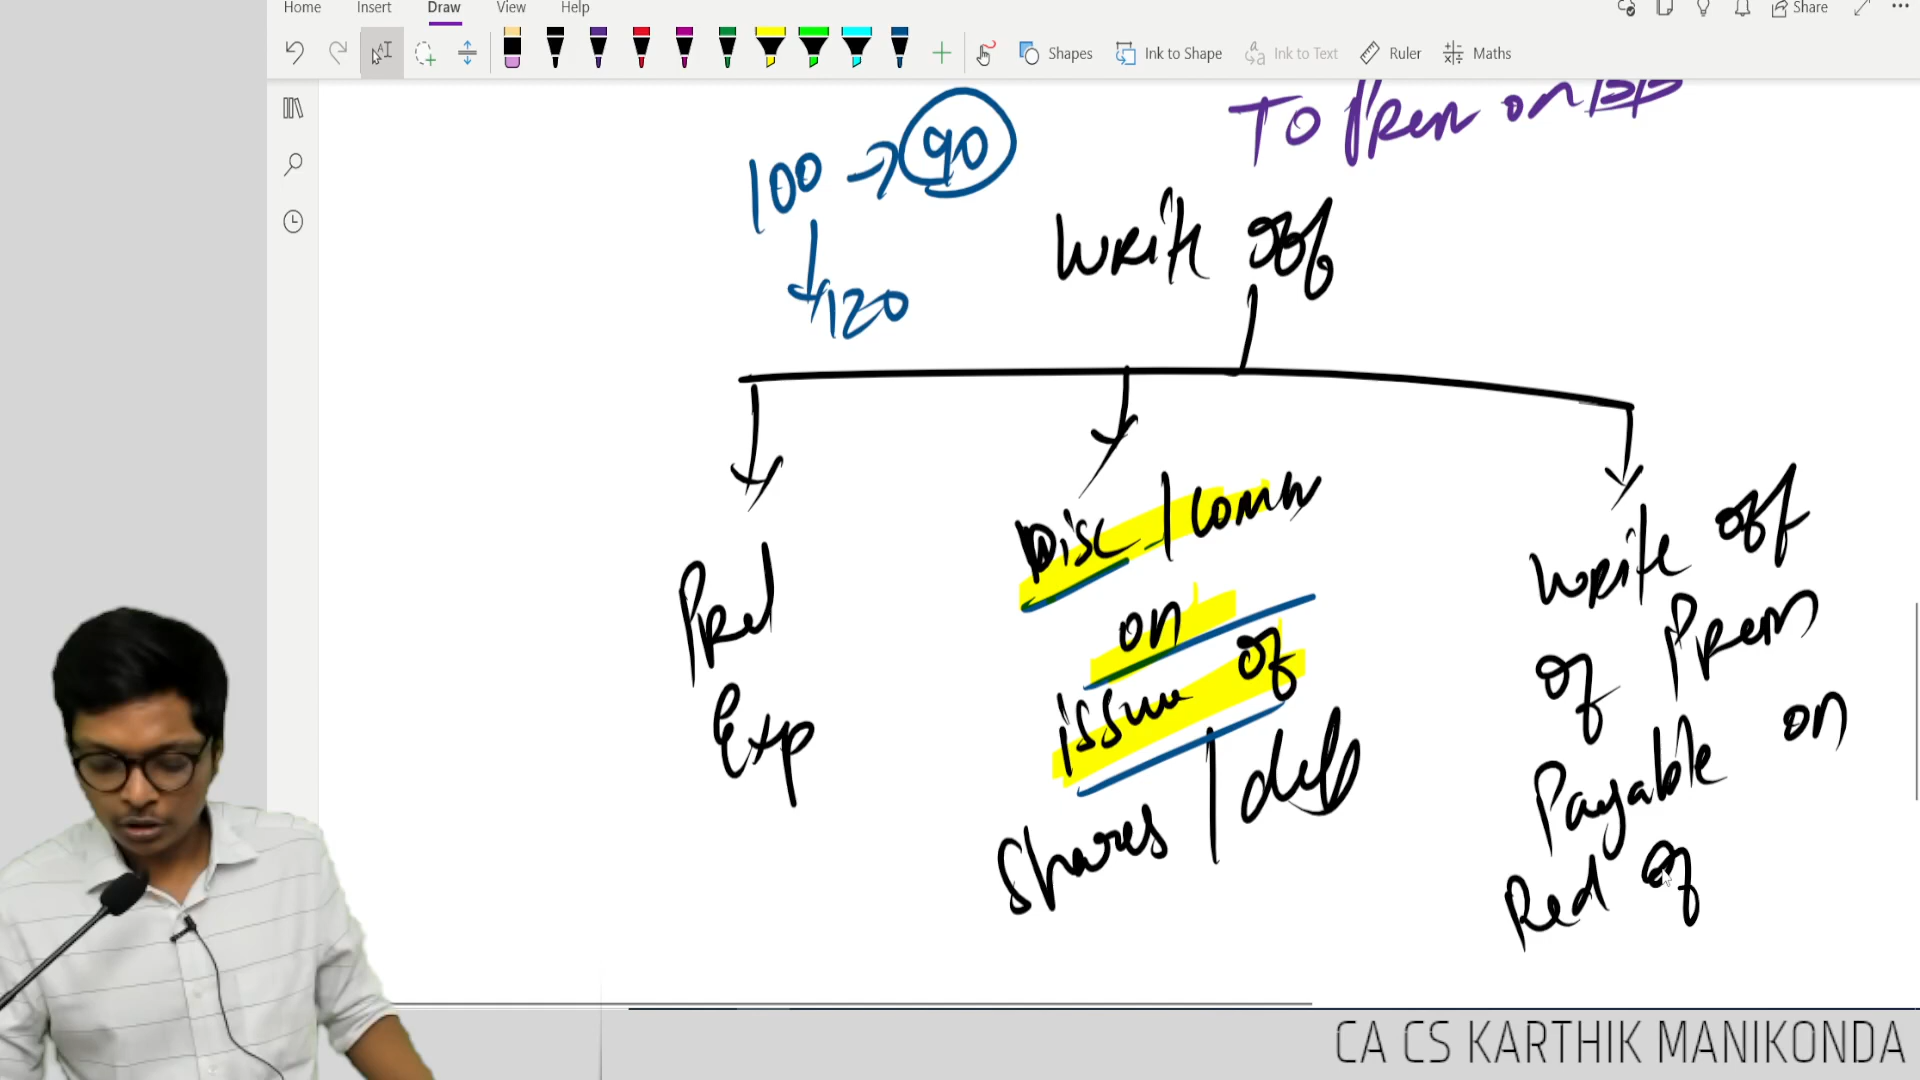 Home Insert Draw View Help Share
Shapes Ink to Shape Ink to Text Ruler Maths
To Prem on
100 → 90
120
Write off
Prel
Exp
Disc / Comm
on
issue of
Shares / deb
Write off
of Prem
Payable on
Red of
CA CS KARTHIK MANIKONDA